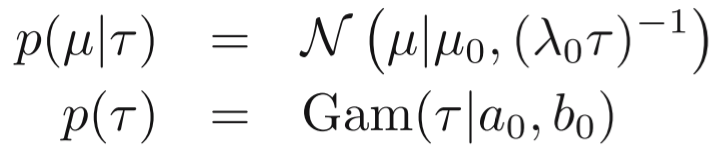 p(μ|τ) = 𝒩(μ|μ₀, (λ₀τ)⁻¹)
p(τ) = Gam(τ|a₀, b₀)